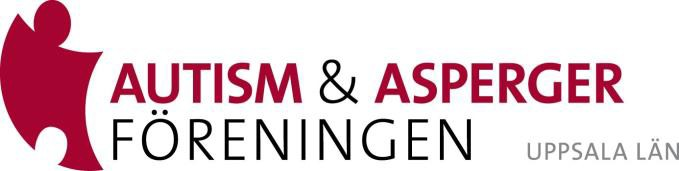 AUTISM & ASPERGER
FÖRENINGEN UPPSALA LÄN